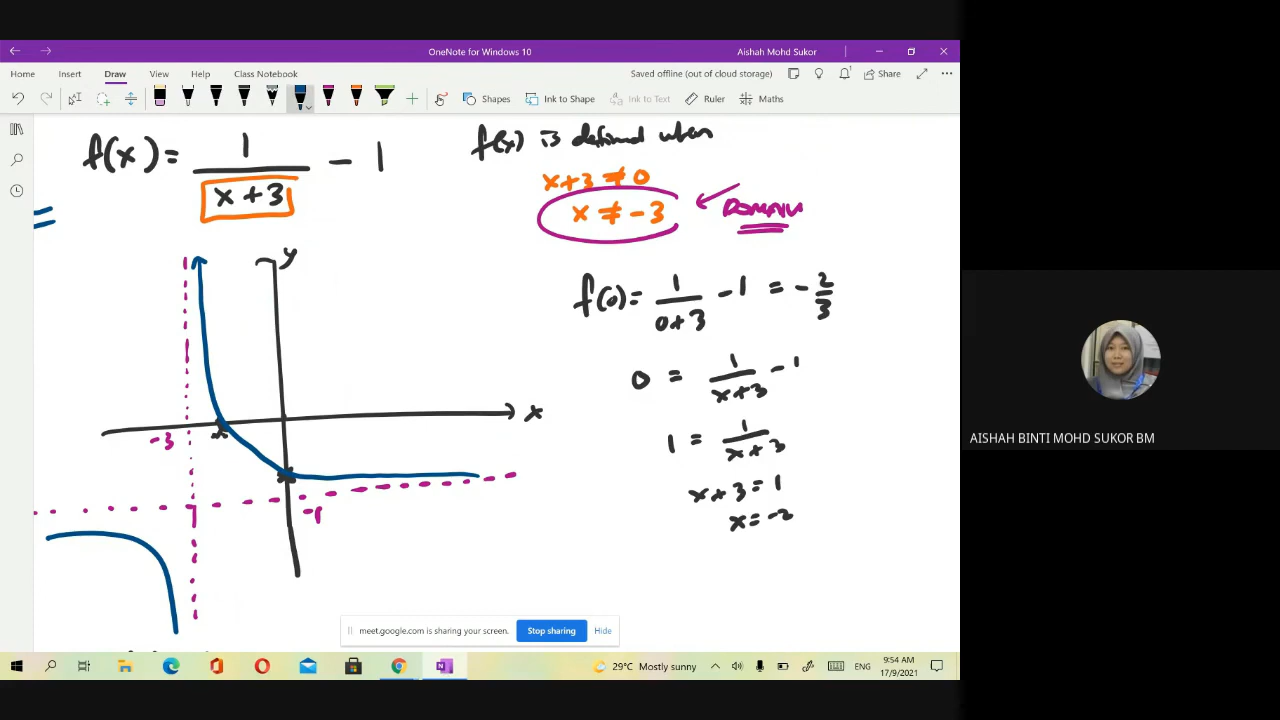 OneNote for Windows 10
Aishah Mohd Sukor
Home Insert Draw View Help Class Notebook
Saved offline (out of cloud storage) Share
Shapes Ink to Shape Ink to Text Ruler Maths
f(x) = 1/(x+3) - 1
f(x) is defined when
x+3 ≠ 0
x ≠ -3
DOMAIN
y
x
-3
-1
f(0) = 1/(0+3) - 1 = -2/3
0 = 1/(x+3) - 1
1 = 1/(x+3)
x+3 = 1
x = -2
AISHAH BINTI MOHD SUKOR BM
meet.google.com is sharing your screen. Stop sharing Hide
29°C Mostly sunny
ENG
9:54 AM
17/9/2021